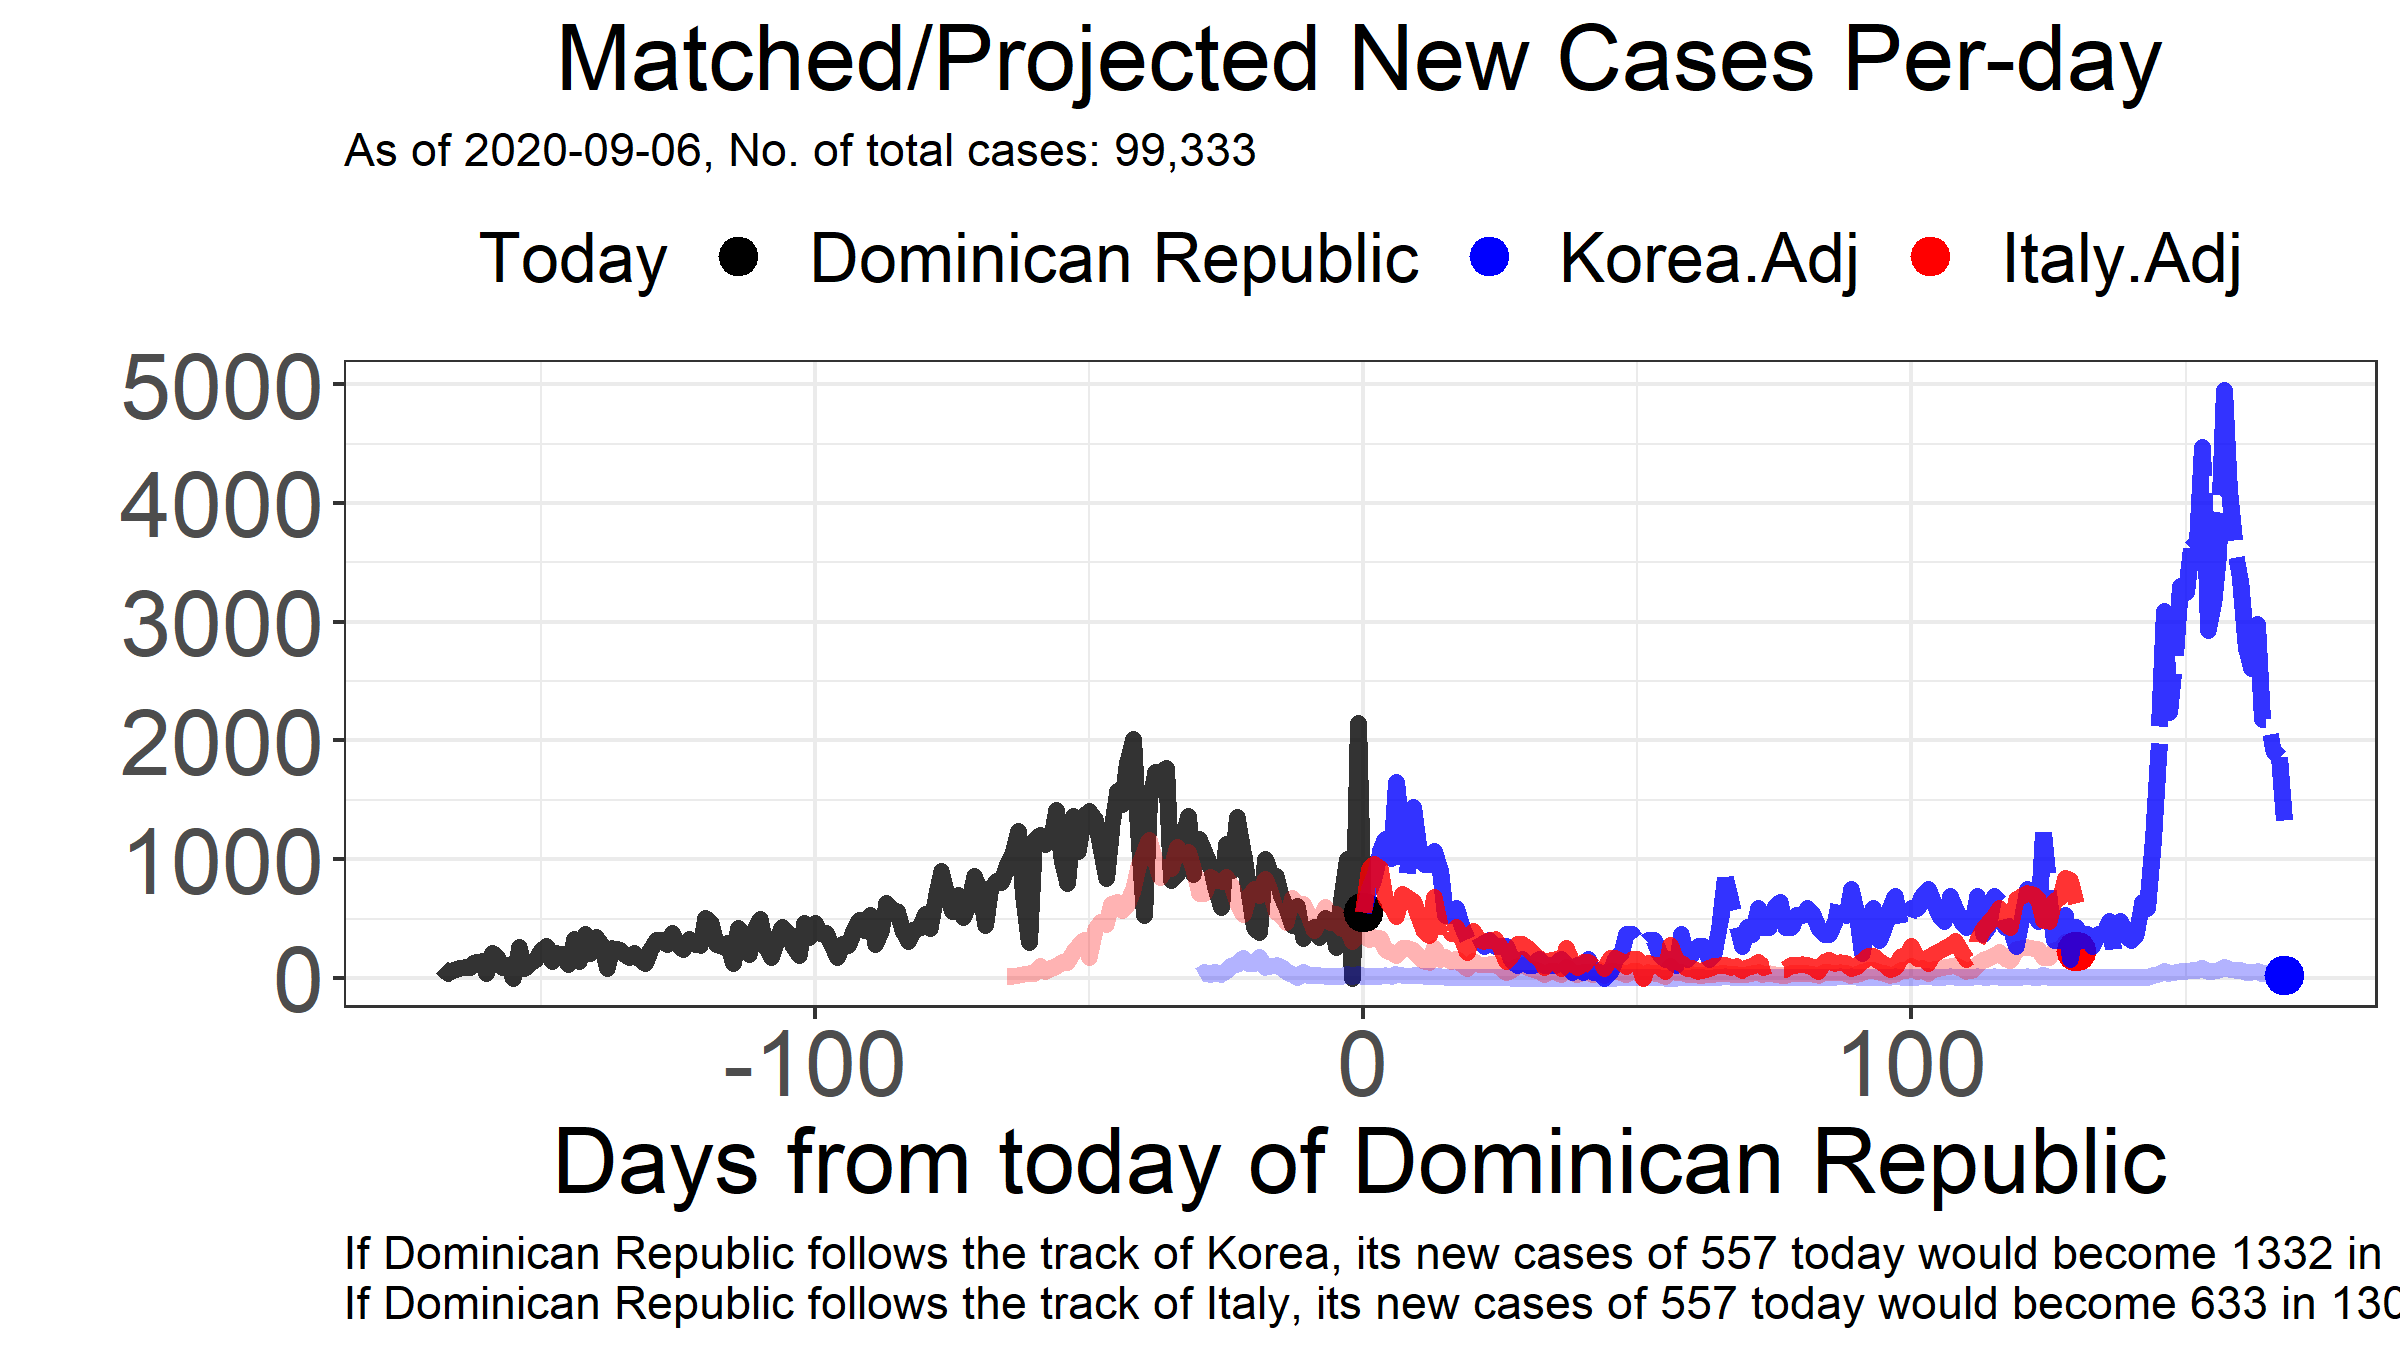 Matched/Projected New Cases Per-day
As of 2020-09-06, No. of total cases: 99,333
Today Dominican Republic Korea.Adj Italy.Adj
5000
4000
3000
2000
1000
0
-100 0 100
Days from today of Dominican Republic
If Dominican Republic follows the track of Korea, its new cases of 557 today would become 1332 in
If Dominican Republic follows the track of Italy, its new cases of 557 today would become 633 in 130